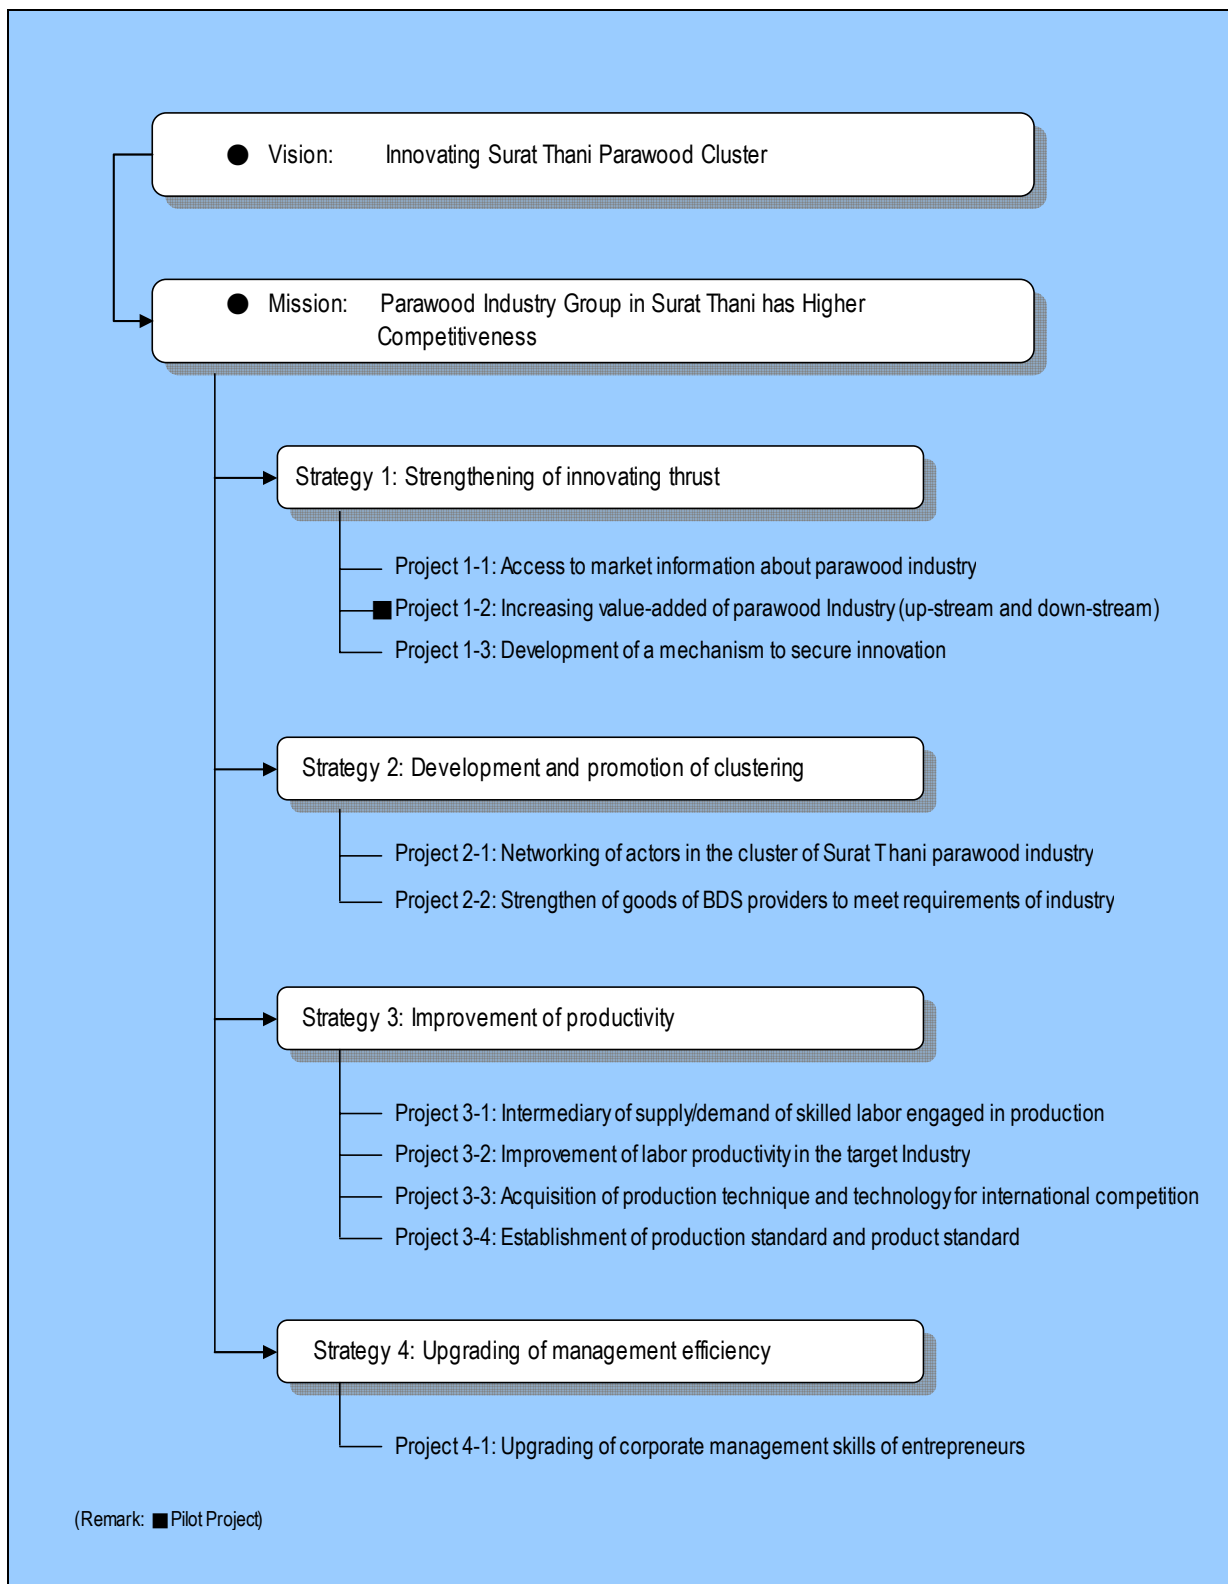 ● Vision: Innovating Surat Thani Parawood Cluster
● Mission: Parawood Industry Group in Surat Thani has Higher
Competitiveness
Strategy 1: Strengthening of innovating thrust
Project 1-1: Access to market information about parawood industry
■ Project 1-2: Increasing value-added of parawood Industry (up-stream and down-stream)
Project 1-3: Development of a mechanism to secure innovation
Strategy 2: Development and promotion of clustering
Project 2-1: Networking of actors in the cluster of Surat Thani parawood industry
Project 2-2: Strengthen of goods of BDS providers to meet requirements of industry
Strategy 3: Improvement of productivity
Project 3-1: Intermediary of supply/demand of skilled labor engaged in production
Project 3-2: Improvement of labor productivity in the target Industry
Project 3-3: Acquisition of production technique and technology for international competition
Project 3-4: Establishment of production standard and product standard
Strategy 4: Upgrading of management efficiency
Project 4-1: Upgrading of corporate management skills of entrepreneurs
(Remark: ■ Pilot Project)